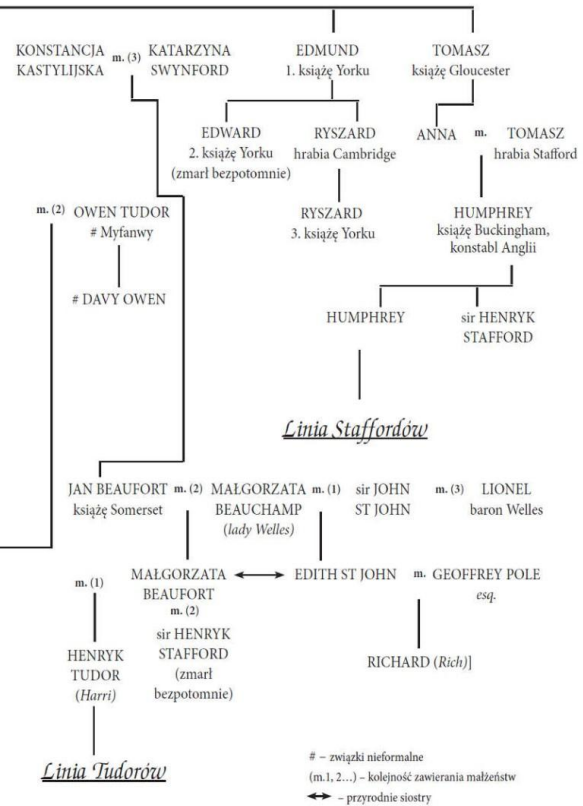 KONSTANCJA m. (3) KATARZYNA EDMUND TOMASZ
KASTYLIJSKA SWYNFORD 1. książę Yorku książę Gloucester
EDWARD RYSZARD ANNA m. TOMASZ
2. książę Yorku hrabia Cambridge hrabia Stafford
(zmarł bezpotomnie)
m. (2) OWEN TUDOR RYSZARD HUMPHREY
# Myfanwy 3. książę Yorku książę Buckingham,
konstabl Anglii
# DAVY OWEN
HUMPHREY sir HENRYK
STAFFORD
Linia Staffordów
JAN BEAUFORT m. (2) MAŁGORZATA m. (1) sir JOHN m. (3) LIONEL
książę Somerset BEAUCHAMP ST JOHN baron Welles
(lady Welles)
m. (1) MAŁGORZATA EDITH ST JOHN m. GEOFFREY POLE
BEAUFORT esq.
m. (2)
sir HENRYK
HENRYK STAFFORD RICHARD (Rich)]
TUDOR (zmarł
(Harri) bezpotomnie)
Linia Tudorów
# – związki nieformalne
(m.1, 2…) – kolejność zawierania małżeństw
– przyrodnie siostry